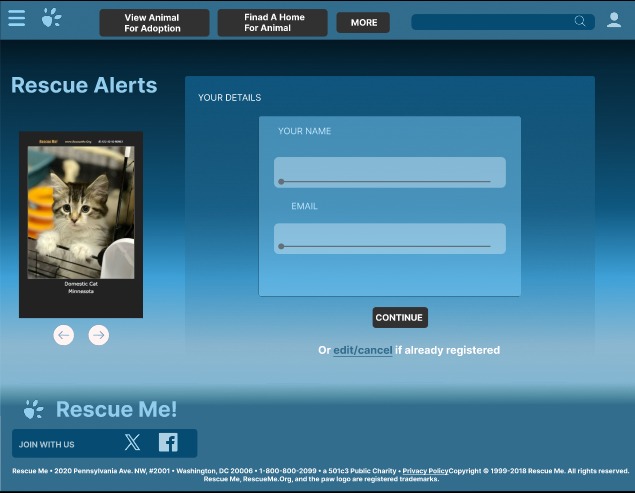 View Animal
For Adoption
Finad A Home
For Animal
MORE
Rescue Alerts
YOUR DETAILS
YOUR NAME
EMAIL
Rescue Me! www.RescueMe.Org
Domestic Cat
Minnesota
CONTINUE
Or edit/cancel if already registered
Rescue Me!
JOIN WITH US
Rescue Me • 2020 Pennsylvania Ave. NW, #2001 • Washington, DC 20006 • 1-800-800-2099 • a 501c3 Public Charity • Privacy PolicyCopyright © 1999-2018 Rescue Me. All rights reserved.
Rescue Me, RescueMe.Org, and the paw logo are registered trademarks.